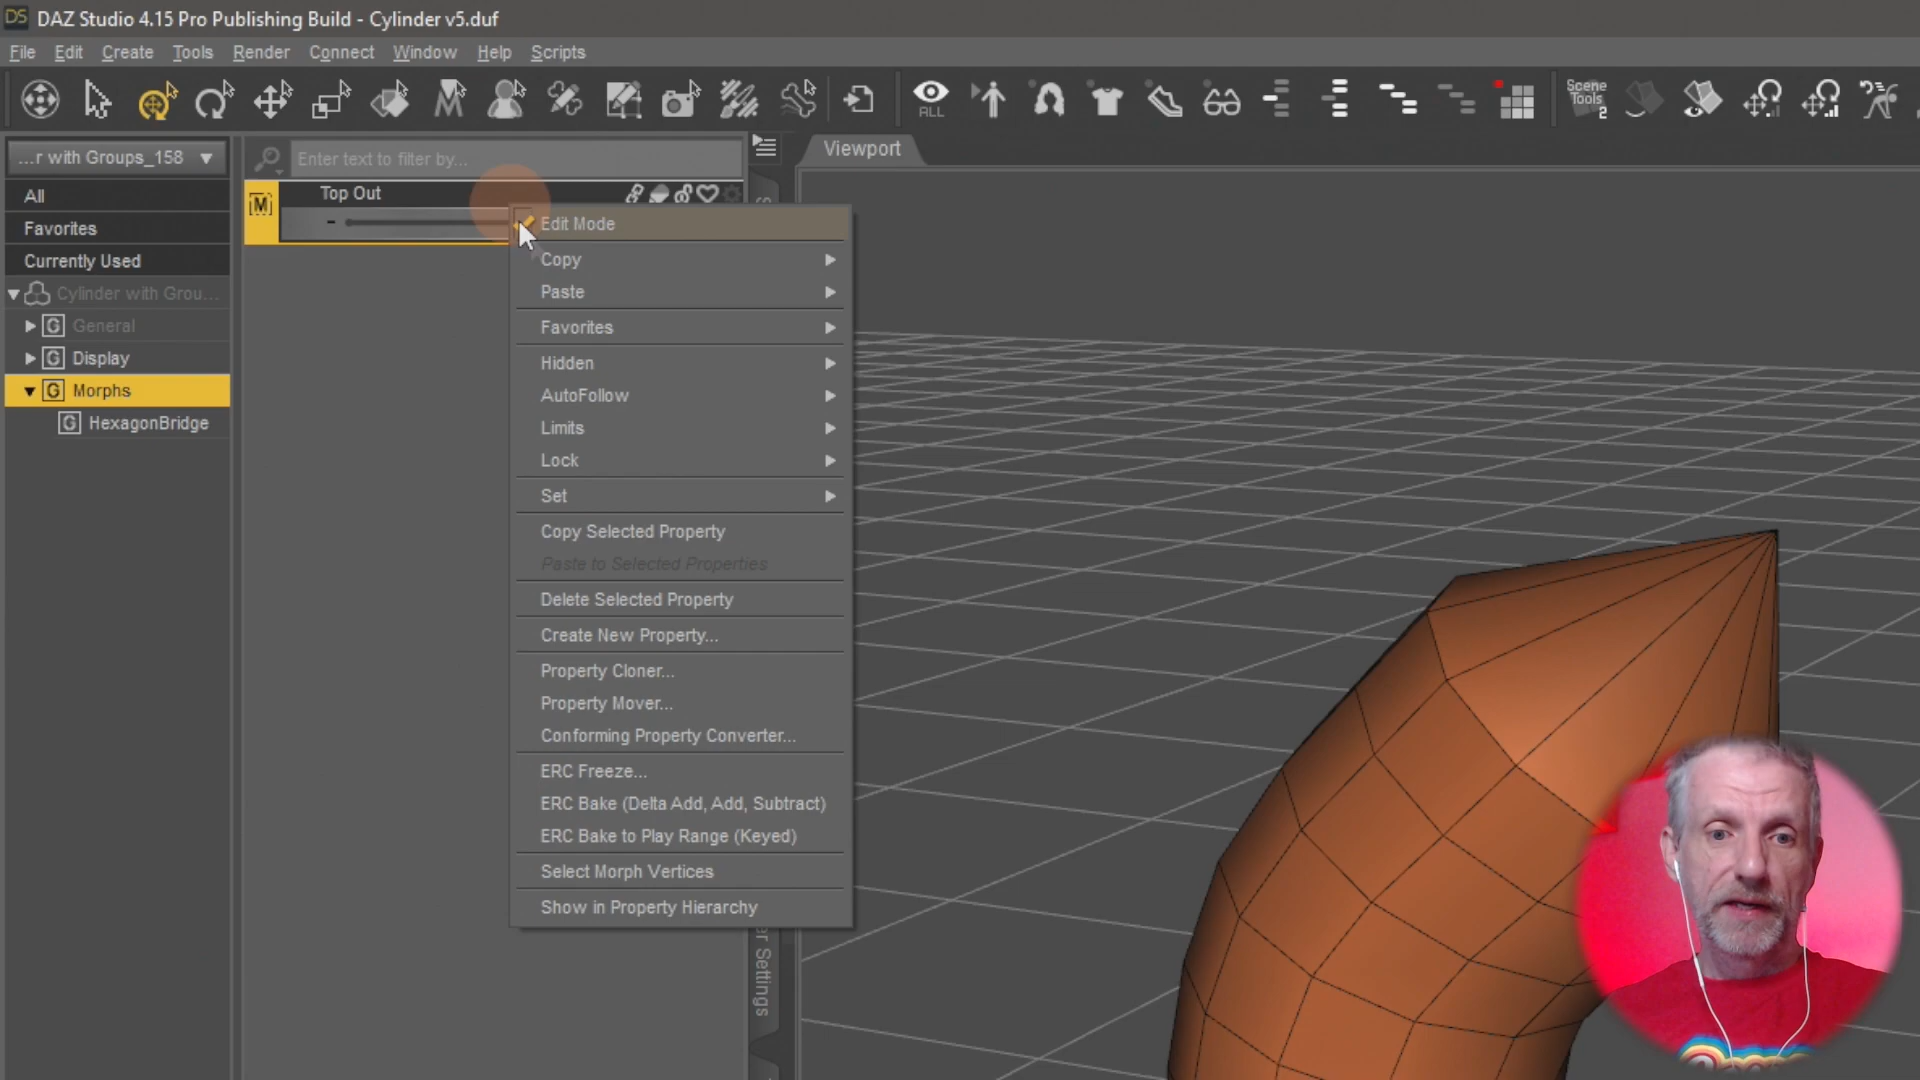 DS DAZ Studio 4.15 Pro Publishing Build - Cylinder v5.duf
File Edit Create Tools Render Connect Window Help Scripts
ALL
Scene
Tools
2
...r with Groups_158
Enter text to filter by...
Viewport
All
Favorites
Currently Used
Cylinder with Grou...
G General
G Display
G Morphs
G HexagonBridge
M
Top Out
Edit Mode
Copy
Paste
Favorites
Hidden
AutoFollow
Limits
Lock
Set
Copy Selected Property
Paste to Selected Properties
Delete Selected Property
Create New Property...
Property Cloner...
Property Mover...
Conforming Property Converter...
ERC Freeze...
ERC Bake (Delta Add, Add, Subtract)
ERC Bake to Play Range (Keyed)
Select Morph Vertices
Show in Property Hierarchy
er Settings